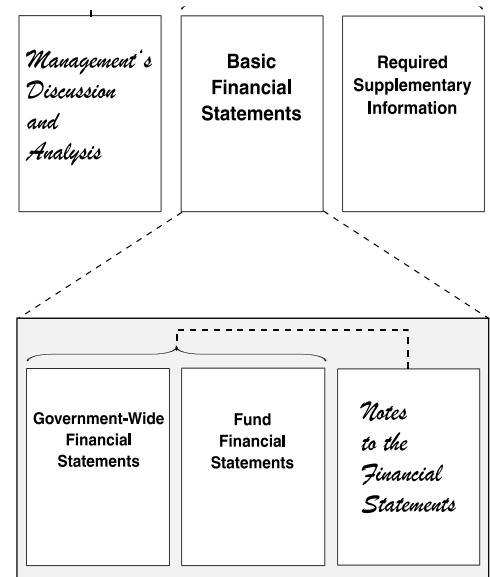 Management's
Discussion
and
Analysis
Basic
Financial
Statements
Required
Supplementary
Information
Government-Wide
Financial
Statements
Fund
Financial
Statements
Notes
to the
Financial
Statements